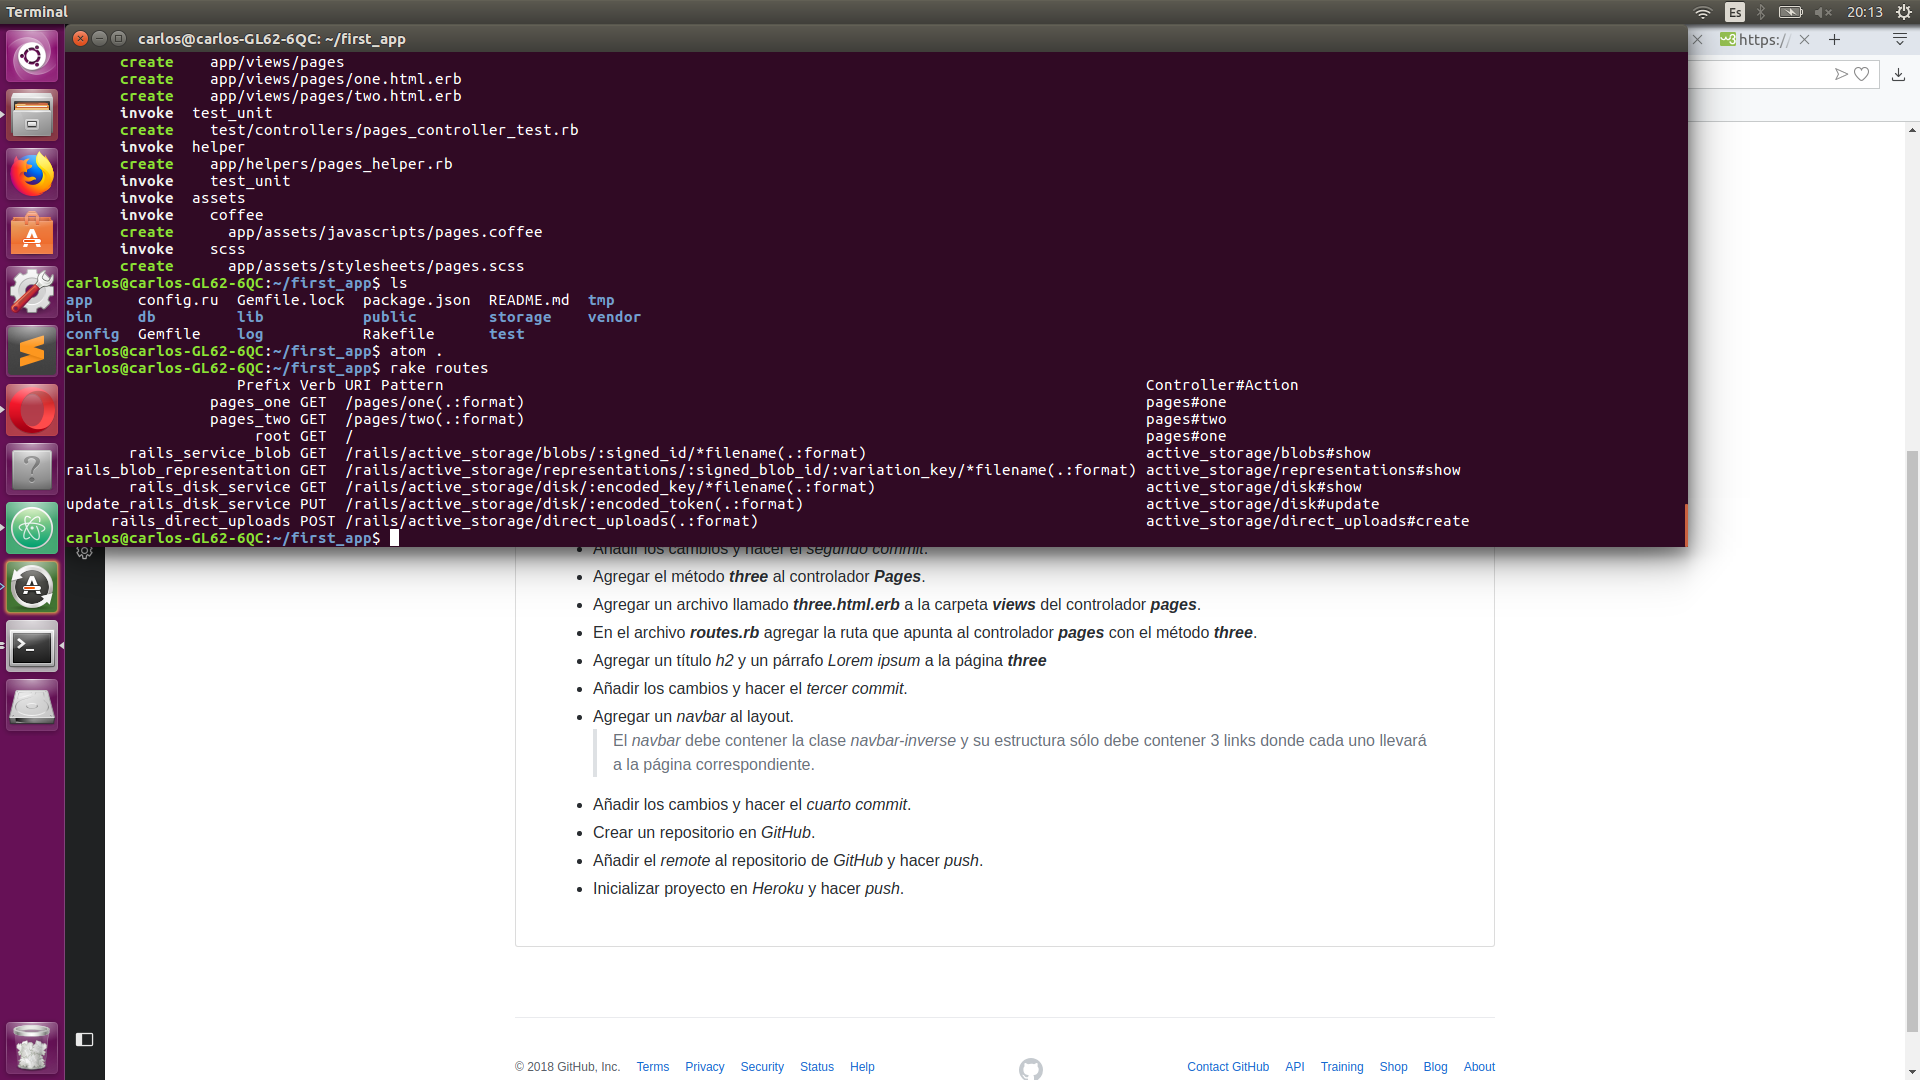 Terminal
Es
20:13
carlos@carlos-GL62-6QC: ~/first_app
https:/
create app/views/pages
create app/views/pages/one.html.erb
create app/views/pages/two.html.erb
invoke test_unit
create test/controllers/pages_controller_test.rb
invoke helper
create app/helpers/pages_helper.rb
invoke test_unit
invoke assets
invoke coffee
create app/assets/javascripts/pages.coffee
invoke scss
create app/assets/stylesheets/pages.scss
carlos@carlos-GL62-6QC:~/first_app$ ls
app config.ru Gemfile.lock package.json README.md tmp
bin db lib public storage vendor
config Gemfile log Rakefile test
carlos@carlos-GL62-6QC:~/first_app$ atom .
carlos@carlos-GL62-6QC:~/first_app$ rake routes
Prefix Verb URI Pattern Controller#Action
pages_one GET /pages/one(.:format) pages#one
pages_two GET /pages/two(.:format) pages#two
root GET / pages#one
rails_service_blob GET /rails/active_storage/blobs/:signed_id/*filename(.:format) active_storage/blobs#show
rails_blob_representation GET /rails/active_storage/representations/:signed_blob_id/:variation_key/*filename(.:format) active_storage/representations#show
rails_disk_service GET /rails/active_storage/disk/:encoded_key/*filename(.:format) active_storage/disk#show
update_rails_disk_service PUT /rails/active_storage/disk/:encoded_token(.:format) active_storage/disk#update
rails_direct_uploads POST /rails/active_storage/direct_uploads(.:format) active_storage/direct_uploads#create
carlos@carlos-GL62-6QC:~/first_app$
Añadir los cambios y hacer el segundo commit.
Agregar el método three al controlador Pages.
Agregar un archivo llamado three.html.erb a la carpeta views del controlador pages.
En el archivo routes.rb agregar la ruta que apunta al controlador pages con el método three.
Agregar un título h2 y un párrafo Lorem ipsum a la página three
Añadir los cambios y hacer el tercer commit.
Agregar un navbar al layout.
El navbar debe contener la clase navbar-inverse y su estructura sólo debe contener 3 links donde cada uno llevará
a la página correspondiente.
Añadir los cambios y hacer el cuarto commit.
Crear un repositorio en GitHub.
Añadir el remote al repositorio de GitHub y hacer push.
Inicializar proyecto en Heroku y hacer push.
© 2018 GitHub, Inc. Terms Privacy Security Status Help Contact GitHub API Training Shop Blog About